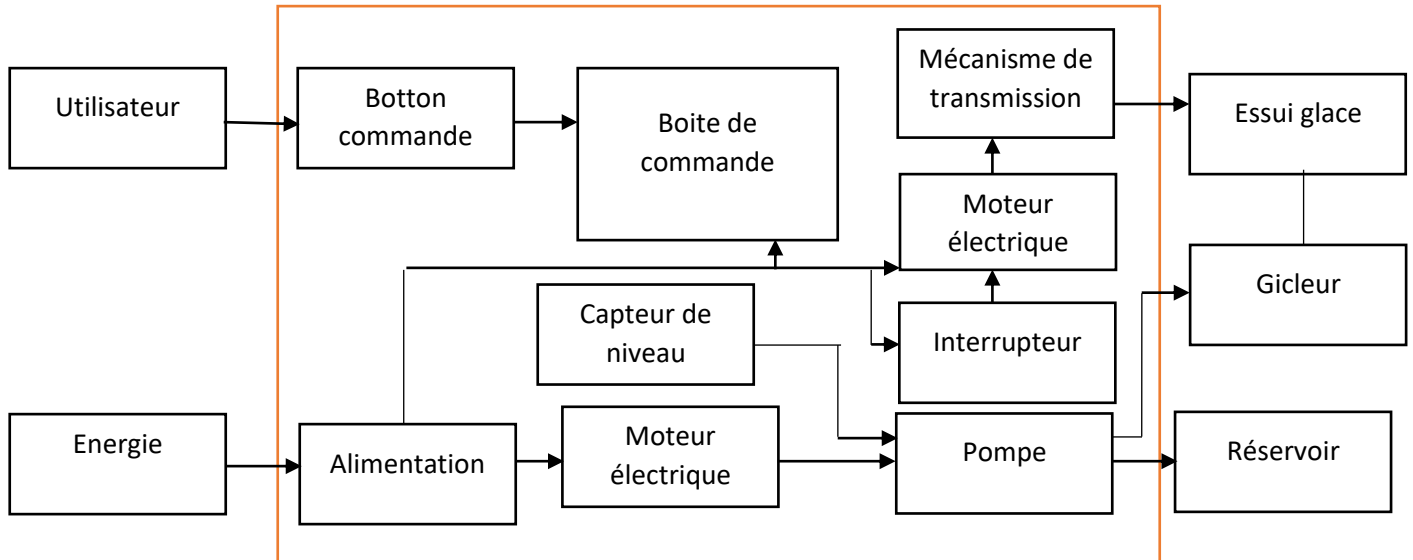 Utilisateur
Botton
commande
Boite de
commande
Mécanisme de
transmission
Essui glace
Moteur
électrique
Gicleur
Capteur de
niveau
Interrupteur
Energie
Alimentation
Moteur
électrique
Pompe
Réservoir